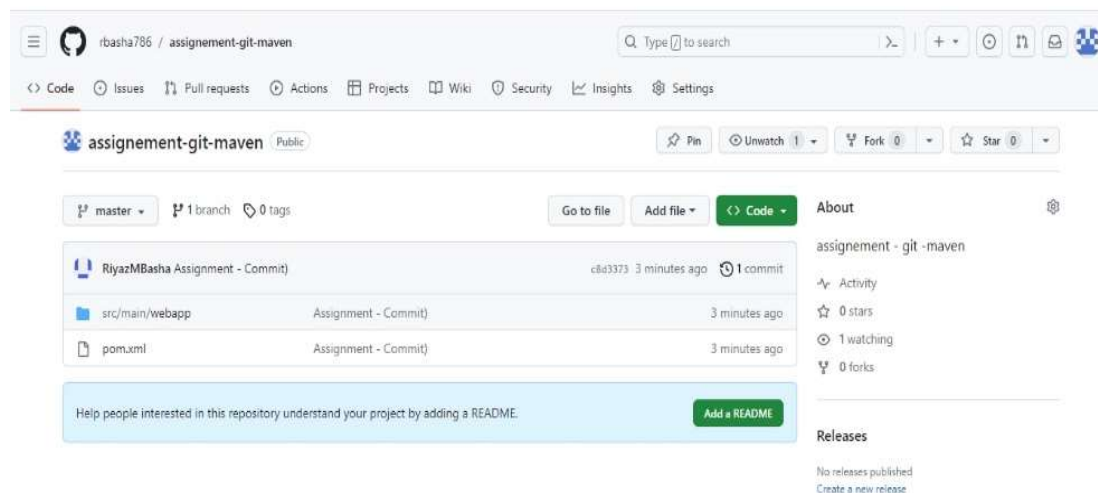 rbasha786 / assignement-git-maven
Type / to search
Code Issues Pull requests Actions Projects Wiki Security Insights Settings
assignement-git-maven Public
Pin Unwatch 1 Fork 0 Star 0
master 1 branch 0 tags
Go to file Add file <> Code
RiyazMBasha Assignment - Commit) c8d3373 3 minutes ago 1 commit
src/main/webapp Assignment - Commit) 3 minutes ago
pom.xml Assignment - Commit) 3 minutes ago
Help people interested in this repository understand your project by adding a README. Add a README
About
assignement - git -maven
Activity
0 stars
1 watching
0 forks
Releases
No releases published
Create a new release